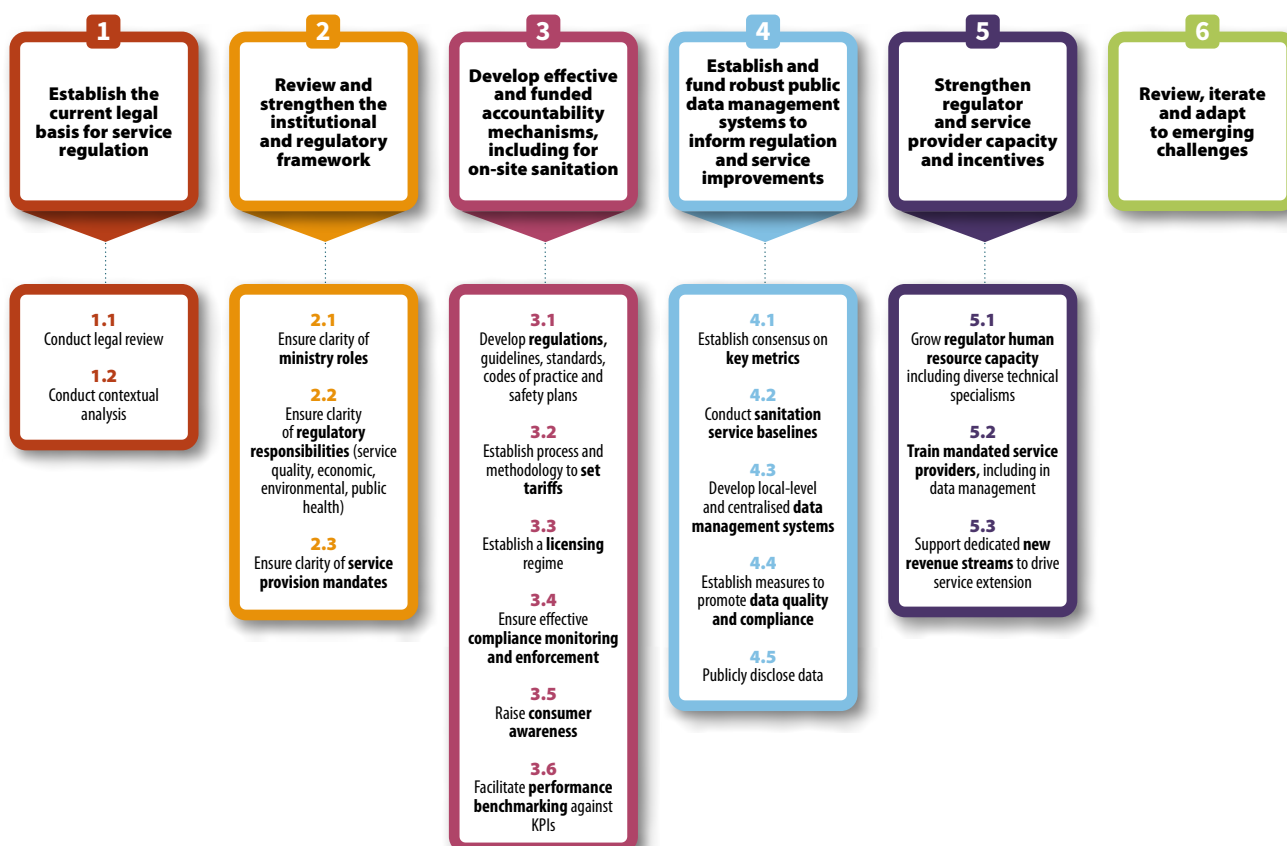 1
Establish the
current legal
basis for service
regulation
2
Review and
strengthen the
institutional
and regulatory
framework
3
Develop effective
and funded
accountability
mechanisms,
including for
on-site sanitation
4
Establish and
fund robust public
data management
systems to
inform regulation
and service
improvements
5
Strengthen
regulator
and service
provider capacity
and incentives
6
Review, iterate
and adapt
to emerging
challenges
1.1
Conduct legal review
1.2
Conduct contextual
analysis
2.1
Ensure clarity of
ministry roles
2.2
Ensure clarity
of regulatory
responsibilities (service
quality, economic,
environmental, public
health)
2.3
Ensure clarity of service
provision mandates
3.1
Develop regulations,
guidelines, standards,
codes of practice and
safety plans
3.2
Establish process and
methodology to set
tariffs
3.3
Establish a licensing
regime
3.4
Ensure effective
compliance monitoring
and enforcement
3.5
Raise consumer
awareness
3.6
Facilitate performance
benchmarking against
KPIs
4.1
Establish consensus on
key metrics
4.2
Conduct sanitation
service baselines
4.3
Develop local-level
and centralised data
management systems
4.4
Establish measures to
promote data quality
and compliance
4.5
Publicly disclose data
5.1
Grow regulator human
resource capacity
including diverse technical
specialisms
5.2
Train mandated service
providers, including in
data management
5.3
Support dedicated new
revenue streams to drive
service extension